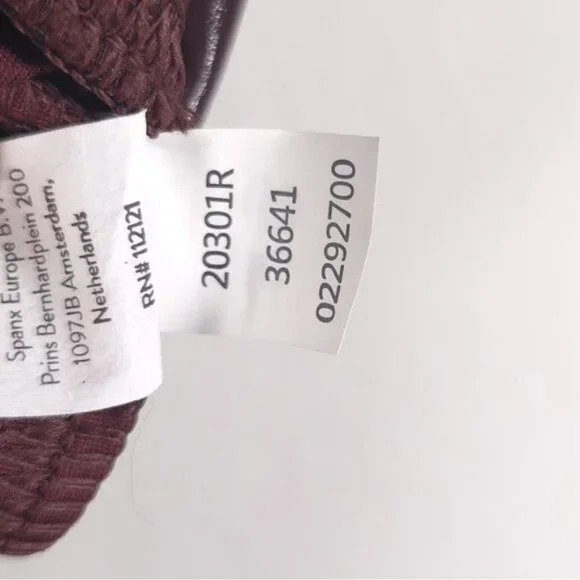 Spanx Europe B.V.
Prins Bernhardplein 200
1097JB Amsterdam,
Netherlands
RN# 112121
20301R
36641
02292700